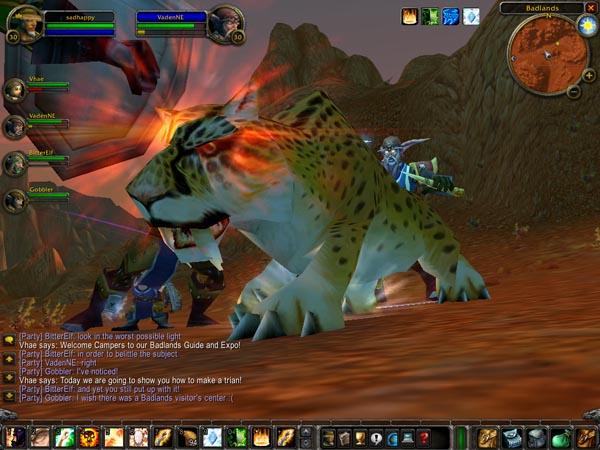 sadhappy
30
VadenNE
30
Badlands
N
Vhae
VadenNE
BitterElf
Gobbler
[Party] BitterElf: look in the worst possible light
Vhae says: Welcome Campers to our Badlands Guide and Expo!
[Party] BitterElf: in order to belittle the subject
[Party] VadenNE: right
[Party] Gobbler: I've noticed!
Vhae says: Today we are going to show you how to make a trian!
[Party] BitterElf: and yet you still put up with it!
[Party] Gobbler: I wish there was a Badlands visitor's center :(